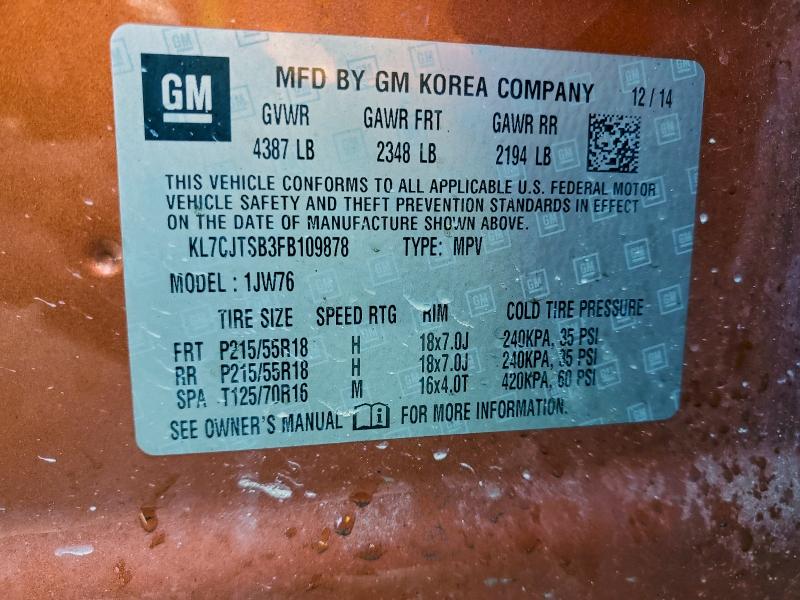 GM
MFD BY GM KOREA COMPANY 12/14
GVWR GAWR FRT GAWR RR
4387 LB 2348 LB 2194 LB
THIS VEHICLE CONFORMS TO ALL APPLICABLE U.S. FEDERAL MOTOR
VEHICLE SAFETY AND THEFT PREVENTION STANDARDS IN EFFECT
ON THE DATE OF MANUFACTURE SHOWN ABOVE.
KL7CJTSB3FB109878 TYPE: MPV
MODEL : 1JW76
TIRE SIZE SPEED RTG RIM COLD TIRE PRESSURE
FRT P215/55R18 H 18x7.0J 240KPA, 35 PSI
RR P215/55R18 H 18x7.0J 240KPA, 35 PSI
SPA T125/70R16 M 16x4.0T 420KPA, 60 PSI
SEE OWNER'S MANUAL FOR MORE INFORMATION.